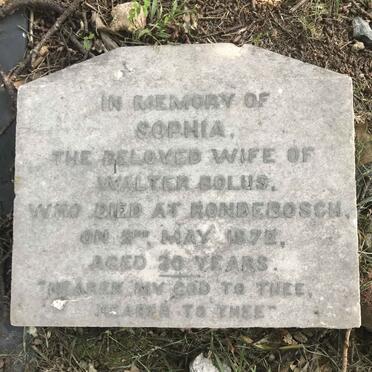 IN MEMORY OF
SOPHIA,
THE BELOVED WIFE OF
WALTER BOLUS,
WHO DIED AT RONDEBOSCH,
ON 2ND, MAY, 1872,
AGED 20 YEARS.
"NEARER MY GOD TO THEE,
NEARER TO THEE"